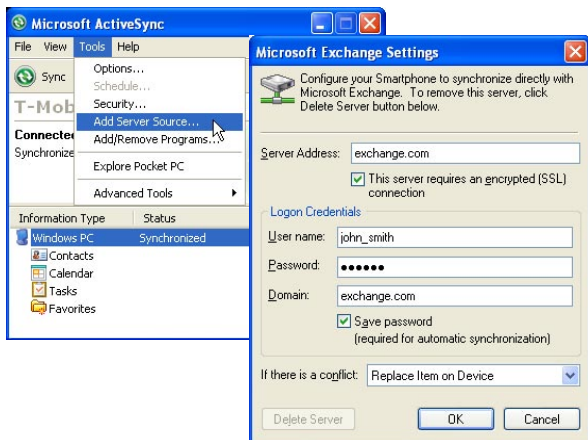 Microsoft ActiveSync
File View Tools Help
Sync
Options...
Schedule...
Security...
Add Server Source...
Add/Remove Programs...
Explore Pocket PC
Advanced Tools
T-Mob
Connected
Synchronize
Information Type Status
Windows PC Synchronized
Contacts
Calendar
Tasks
Favorites
Microsoft Exchange Settings
Configure your Smartphone to synchronize directly with
Microsoft Exchange. To remove this server, click
Delete Server button below.
Server Address: exchange.com
This server requires an encrypted (SSL)
connection
Logon Credentials
User name: john_smith
Password: ●●●●●●
Domain: exchange.com
Save password
(required for automatic synchronization)
If there is a conflict: Replace Item on Device
Delete Server OK Cancel